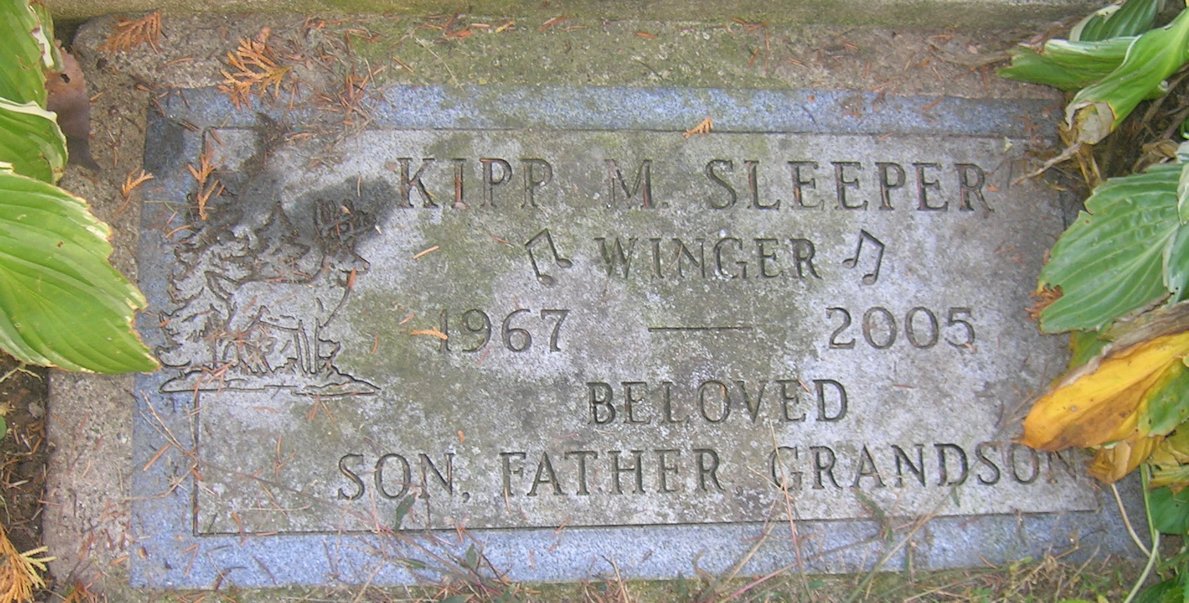 KIPP M. SLEEPER
♫ WINGER ♫
1967 — 2005
BELOVED
SON, FATHER, GRANDSON